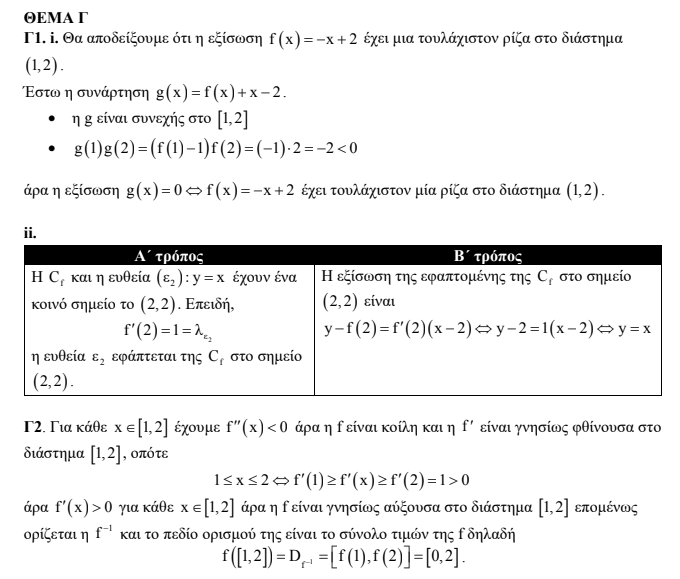 ΘΕΜΑ Γ
Γ1. i. Θα αποδείξουμε ότι η εξίσωση f(x)=−x+2 έχει μια τουλάχιστον ρίζα στο διάστημα
(1,2).
Έστω η συνάρτηση g(x)=f(x)+x−2.
• η g είναι συνεχής στο [1,2]
• g(1)g(2)=(f(1)−1)f(2)=(−1)·2=−2<0
άρα η εξίσωση g(x)=0⇔f(x)=−x+2 έχει τουλάχιστον μία ρίζα στο διάστημα (1,2).
ii.
Α΄ τρόπος
Η C_f και η ευθεία (ε₂):y=x έχουν ένα
κοινό σημείο το (2,2). Επειδή,
f′(2)=1=λ_ε₂
η ευθεία ε₂ εφάπτεται της C_f στο σημείο
(2,2).
Β΄ τρόπος
Η εξίσωση της εφαπτομένης της C_f στο σημείο
(2,2) είναι
y−f(2)=f′(2)(x−2)⇔y−2=1(x−2)⇔y=x
Γ2. Για κάθε x∈[1,2] έχουμε f″(x)<0 άρα η f είναι κοίλη και η f′ είναι γνησίως φθίνουσα στο
διάστημα [1,2], οπότε
1≤x≤2⇔f′(1)≥f′(x)≥f′(2)=1>0
άρα f′(x)>0 για κάθε x∈[1,2] άρα η f είναι γνησίως αύξουσα στο διάστημα [1,2] επομένως
ορίζεται η f⁻¹ και το πεδίο ορισμού της είναι το σύνολο τιμών της f δηλαδή
f([1,2])=D_f⁻¹=[f(1),f(2)]=[0,2].